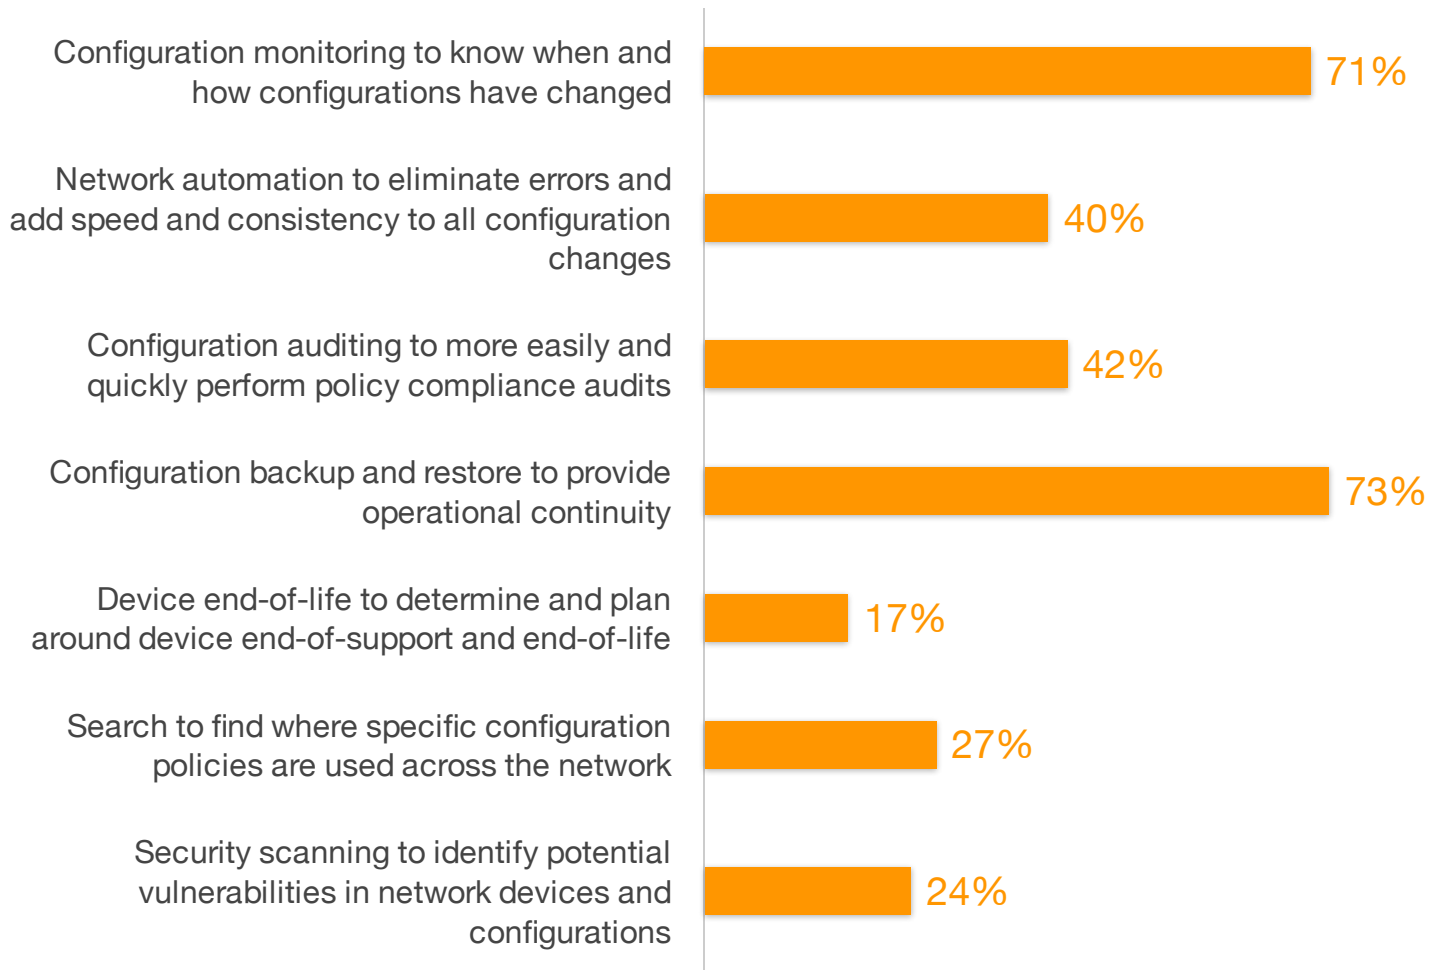 Configuration monitoring to know when and
how configurations have changed
71%
Network automation to eliminate errors and
add speed and consistency to all configuration
changes
40%
Configuration auditing to more easily and
quickly perform policy compliance audits
42%
Configuration backup and restore to provide
operational continuity
73%
Device end-of-life to determine and plan
around device end-of-support and end-of-life
17%
Search to find where specific configuration
policies are used across the network
27%
Security scanning to identify potential
vulnerabilities in network devices and
configurations
24%